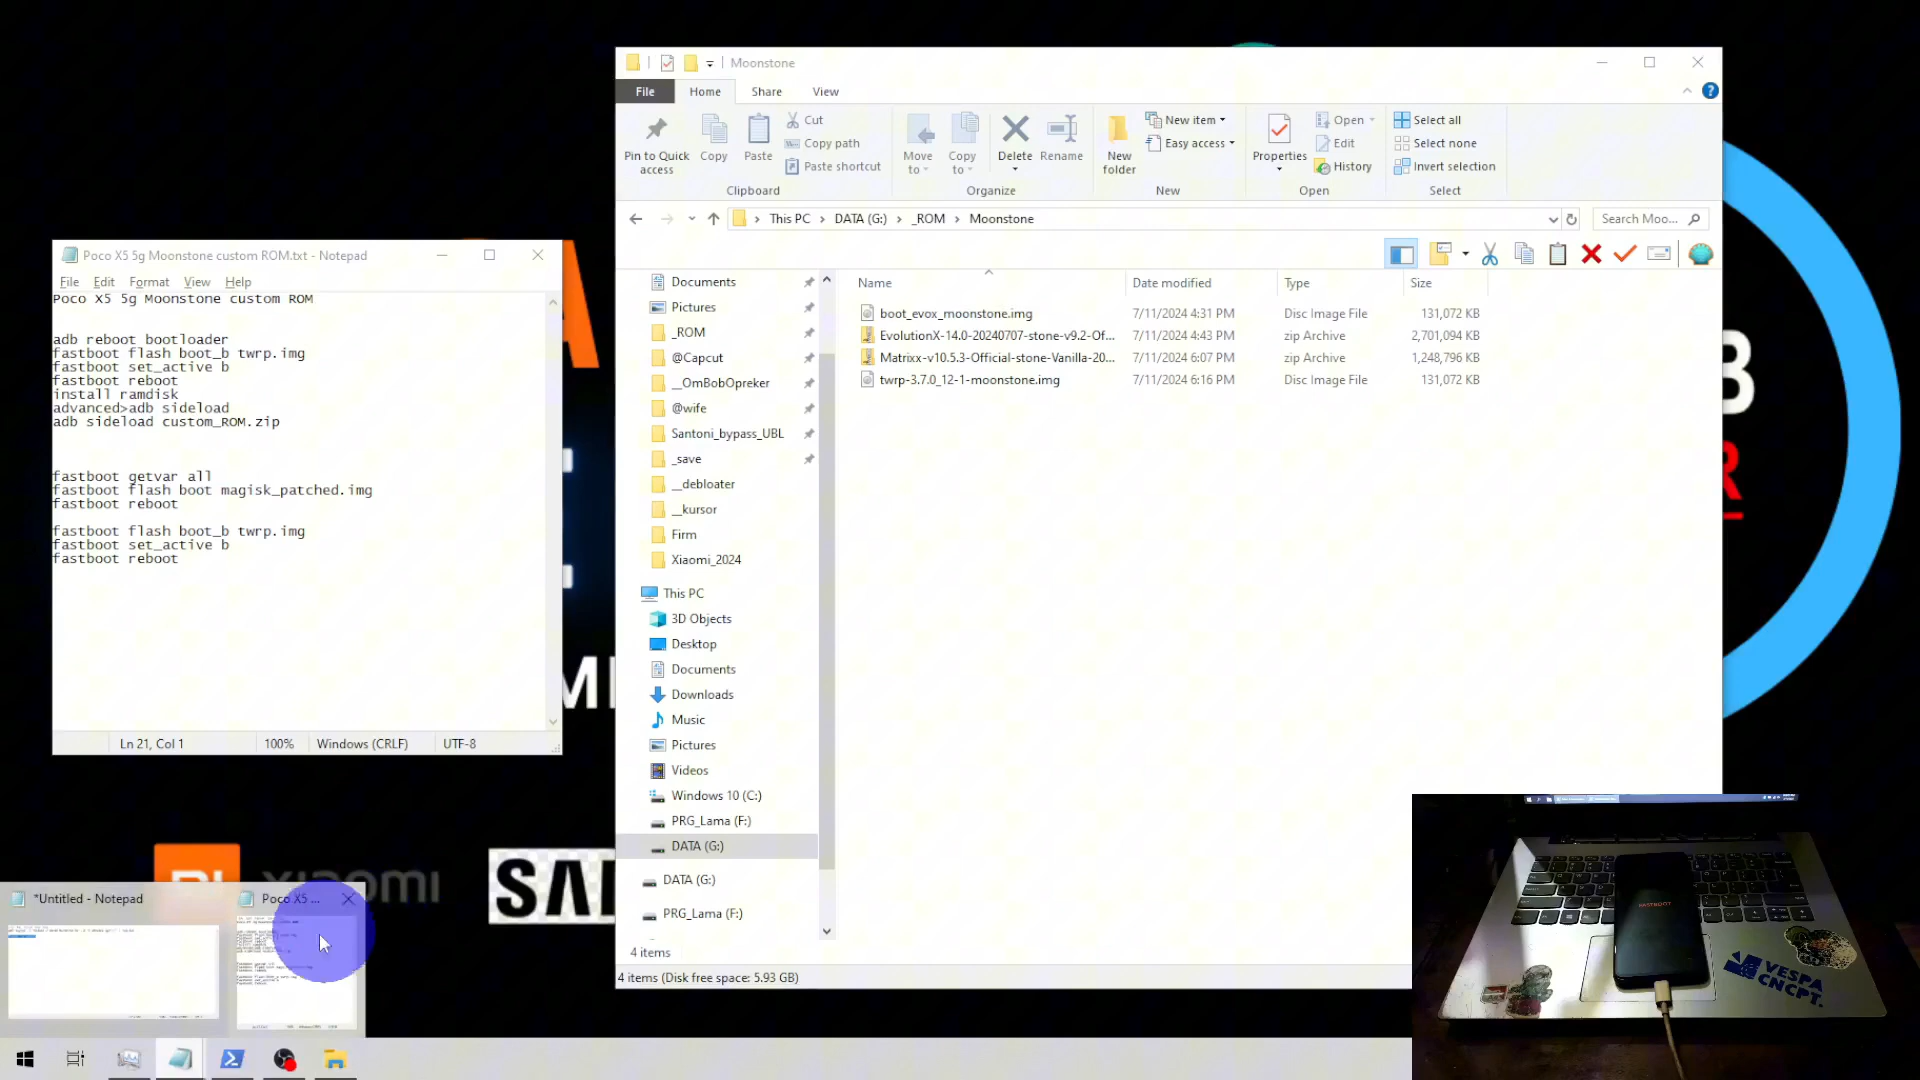 Moonstone
File
Home
Share
View
Pin to Quick access
Copy
Paste
Cut
Copy path
Paste shortcut
Clipboard
Move to
Copy to
Delete
Rename
Organize
New folder
New item
Easy access
New
Properties
Open
Edit
History
Open
Select all
Select none
Invert selection
Select
This PC > DATA (G:) > _ROM > Moonstone
Search Moo...
Poco X5 5g Moonstone custom ROM.txt - Notepad
File Edit Format View Help
Poco X5 5g Moonstone custom ROM
adb reboot bootloader
fastboot flash boot_b twrp.img
fastboot set_active b
fastboot reboot
install ramdisk
advanced>adb sideload
adb sideload custom_ROM.zip
fastboot getvar all
fastboot flash boot magisk_patched.img
fastboot reboot
fastboot flash boot_b twrp.img
fastboot set_active b
fastboot reboot
Ln 21, Col 1 100% Windows (CRLF) UTF-8
Documents
Pictures
_ROM
@Capcut
__OmBobOpreker
@wife
Santoni_bypass_UBL
_save
__debloater
__kursor
Firm
Xiaomi_2024
This PC
3D Objects
Desktop
Documents
Downloads
Music
Pictures
Videos
Windows 10 (C:)
PRG_Lama (F:)
DATA (G:)
DATA (G:)
PRG_Lama (F:)
Name Date modified Type Size
boot_evox_moonstone.img 7/11/2024 4:31 PM Disc Image File 131,072 KB
EvolutionX-14.0-20240707-stone-v9.2-Of... 7/11/2024 4:43 PM zip Archive 2,701,094 KB
Matrixx-v10.5.3-Official-stone-Vanilla-20... 7/11/2024 6:07 PM zip Archive 1,248,796 KB
twrp-3.7.0_12-1-moonstone.img 7/11/2024 6:16 PM Disc Image File 131,072 KB
4 items
4 items (Disk free space: 5.93 GB)
xiaomi
*Untitled - Notepad
Poco X5 ...
FASTBOOT
VESPA
CNCPT.